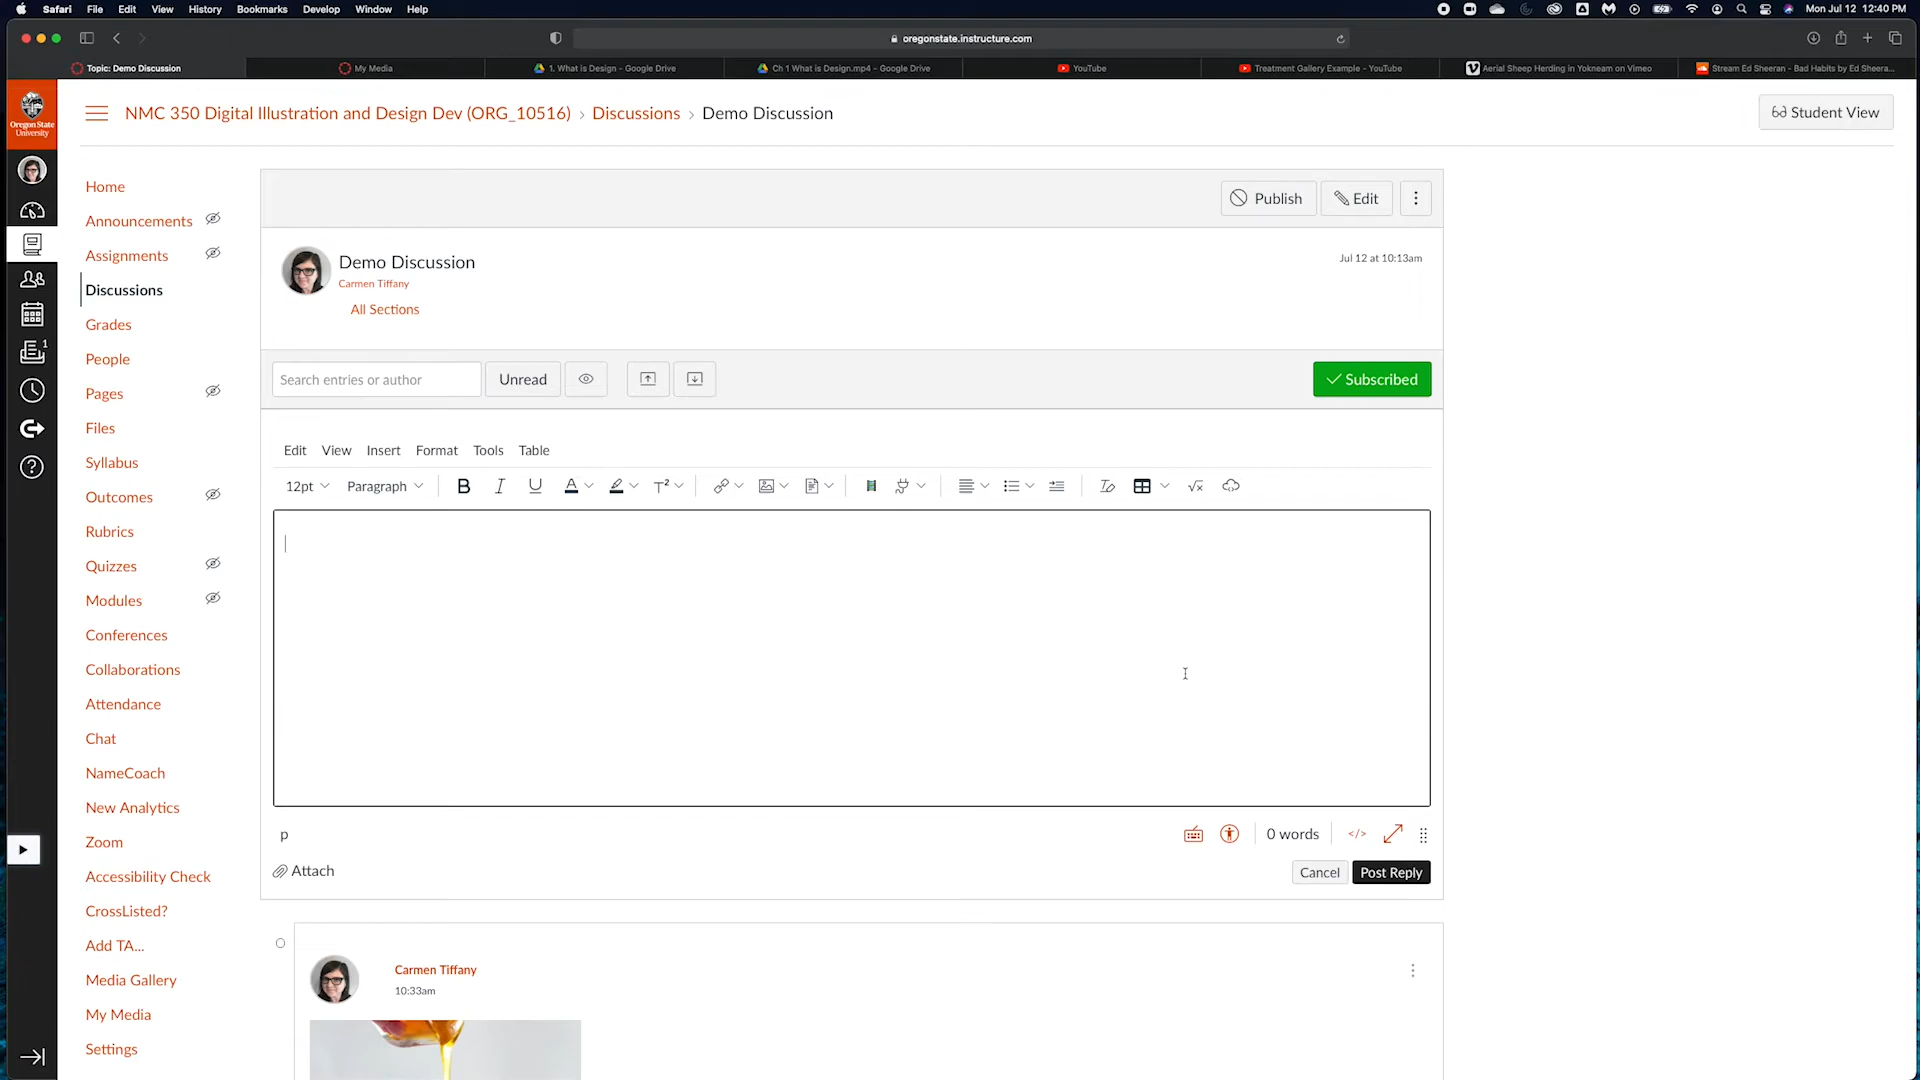 Safari File Edit View History Bookmarks Develop Window Help
Mon Jul 12 12:40 PM
oregonstate.instructure.com
Topic: Demo Discussion
My Media
1. What is Design - Google Drive
Ch 1 What is Design.mp4 - Google Drive
YouTube
Treatment Gallery Example - YouTube
Aerial Sheep Herding in Yokneam on Vimeo
Stream Ed Sheeran - Bad Habits by Ed Sheera...
Oregon State
University
NMC 350 Digital Illustration and Design Dev (ORG_10516) › Discussions › Demo Discussion
Student View
Home
Announcements
Assignments
Discussions
Grades
People
Pages
Files
Syllabus
Outcomes
Rubrics
Quizzes
Modules
Conferences
Collaborations
Attendance
Chat
NameCoach
New Analytics
Zoom
Accessibility Check
CrossListed?
Add TA...
Media Gallery
My Media
Settings
1
Publish
Edit
Demo Discussion
Carmen Tiffany
All Sections
Jul 12 at 10:13am
Search entries or author
Unread
Subscribed
Edit View Insert Format Tools Table
12pt Paragraph
p
0 words
</>
Attach
Cancel
Post Reply
Carmen Tiffany
10:33am